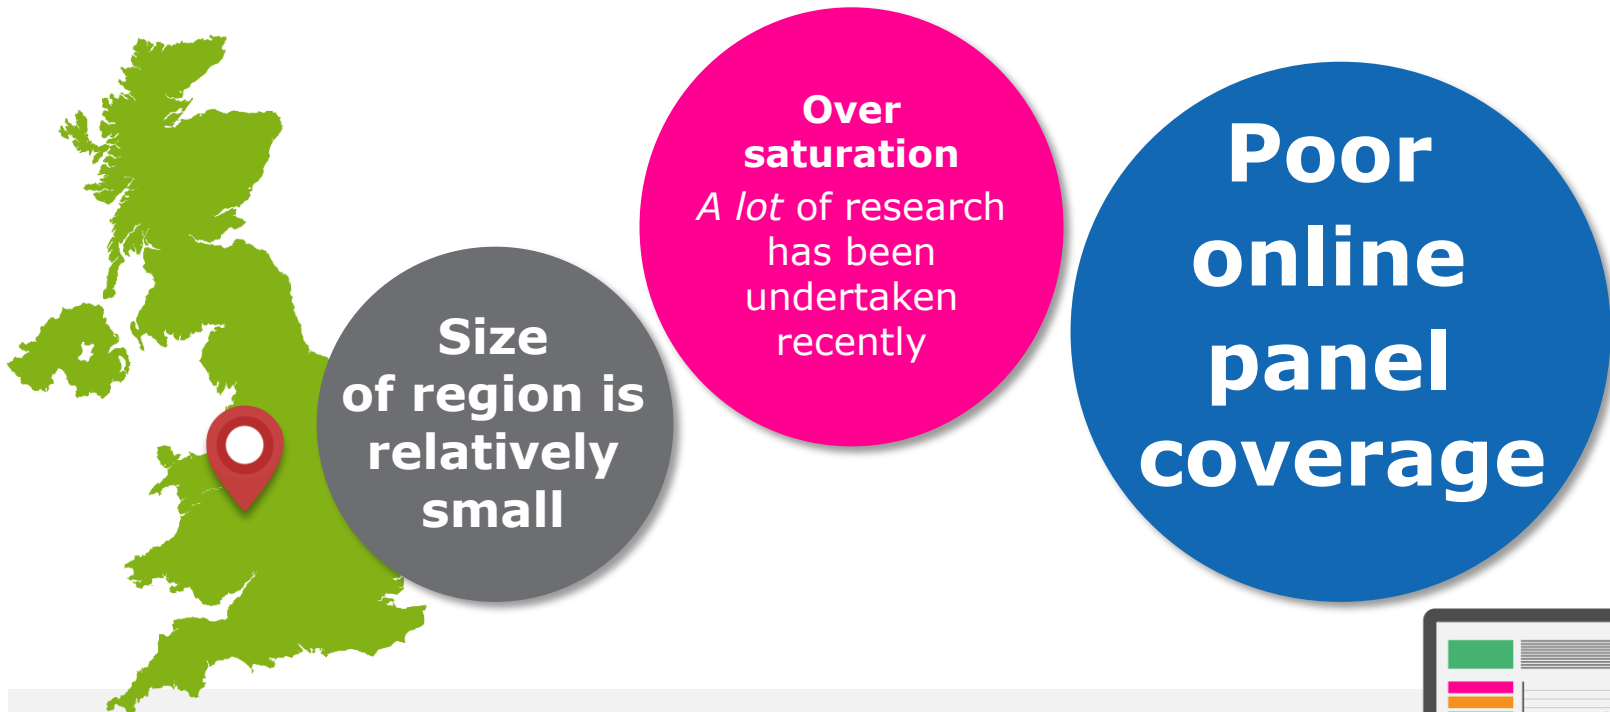 Size
of region is
relatively
small
Over
saturation
A lot of research
has been
undertaken
recently
Poor
online
panel
coverage